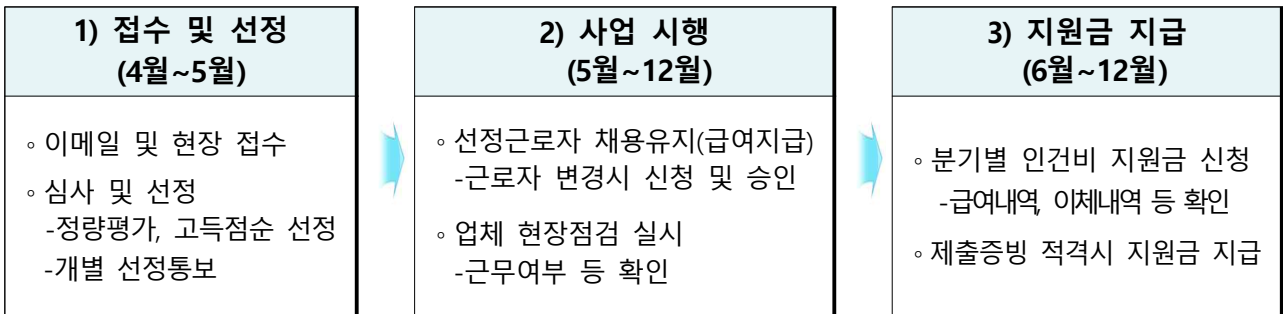 1) 접수 및 선정
(4월~5월)
◦ 이메일 및 현장 접수
◦ 심사 및 선정
-정량평가, 고득점순 선정
-개별 선정통보
2) 사업 시행
(5월~12월)
◦ 선정근로자 채용유지(급여지급)
-근로자 변경시 신청 및 승인
◦ 업체 현장점검 실시
-근무여부 등 확인
3) 지원금 지급
(6월~12월)
◦ 분기별 인건비 지원금 신청
-급여내역, 이체내역 등 확인
◦ 제출증빙 적격시 지원금 지급